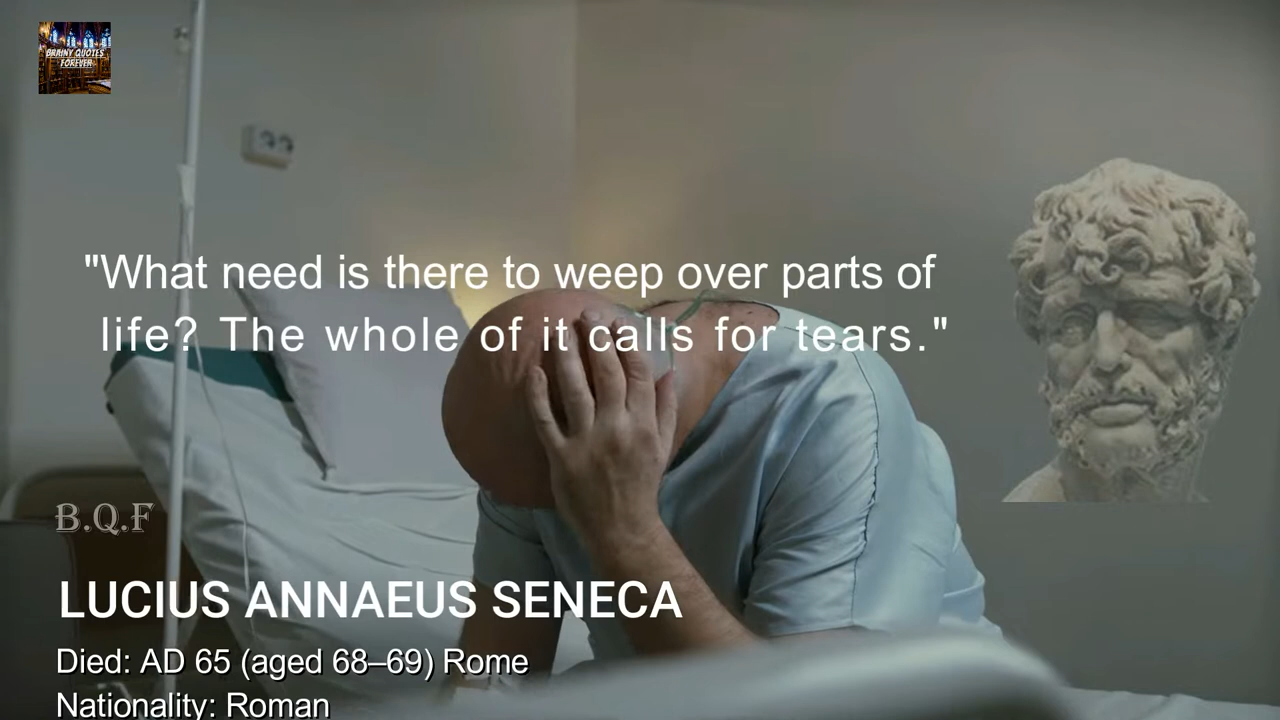 BRAINY QUOTES
FOREVER
"What need is there to weep over parts of
life? The whole of it calls for tears."
B.Q.F
LUCIUS ANNAEUS SENECA
Died: AD 65 (aged 68–69) Rome
Nationality: Roman